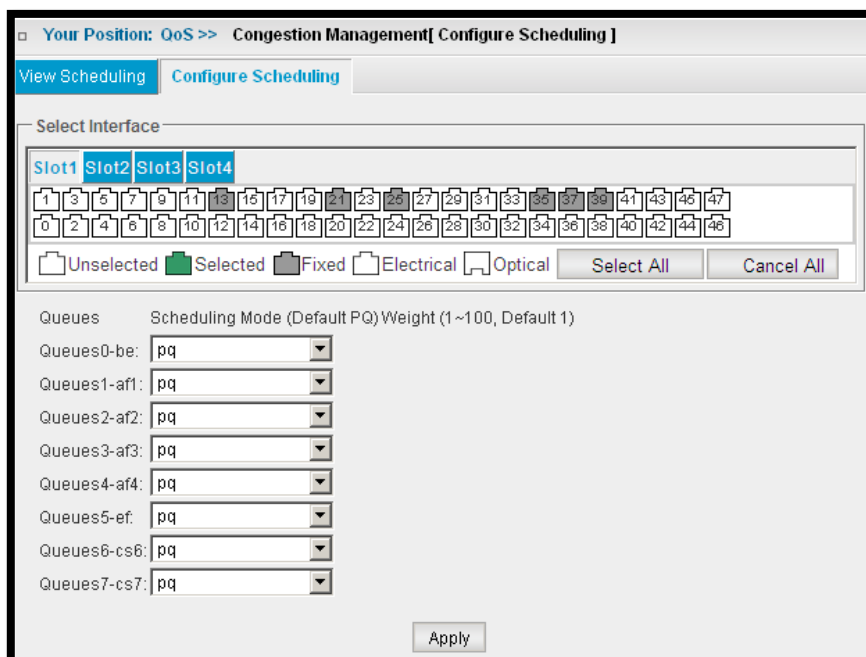 Your Position: QoS >> Congestion Management[ Configure Scheduling ]
View Scheduling Configure Scheduling
Select Interface
Slot1 Slot2 Slot3 Slot4
1 3 5 7 9 11 13 15 17 19 21 23 25 27 29 31 33 35 37 39 41 43 45 47
0 2 4 6 8 10 12 14 16 18 20 22 24 26 28 30 32 34 36 38 40 42 44 46
Unselected Selected Fixed Electrical Optical Select All Cancel All
Queues Scheduling Mode (Default PQ) Weight (1~100, Default 1)
Queues0-be: pq
Queues1-af1: pq
Queues2-af2: pq
Queues3-af3: pq
Queues4-af4: pq
Queues5-ef: pq
Queues6-cs6: pq
Queues7-cs7: pq
Apply